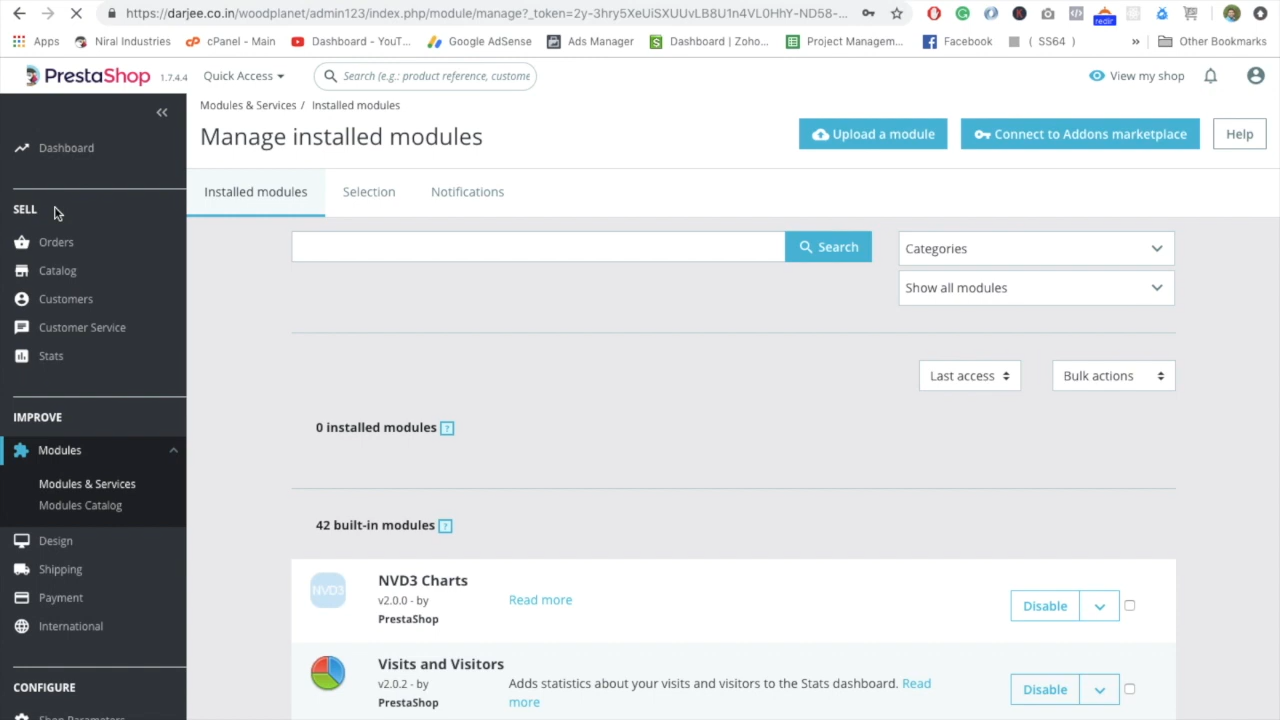 https://darjee.co.in/woodplanet/admin123/index.php/module/manage?_token=2y-3hry5XeUiSXUUvLB8U1n4VL0HhY-ND58-...
redir
Apps
Niral Industries
cPanel - Main
Dashboard - YouT...
Google AdSense
Ads Manager
Dashboard | Zoho...
Project Managem...
Facebook
( SS64 )
»
Other Bookmarks
PrestaShop 1.7.4.4
Quick Access
Search (e.g.: product reference, custome
View my shop
Modules & Services / Installed modules
Manage installed modules
Upload a module
Connect to Addons marketplace
Help
Dashboard
SELL
Orders
Catalog
Customers
Customer Service
Stats
IMPROVE
Modules
Modules & Services
Modules Catalog
Design
Shipping
Payment
International
CONFIGURE
Shop Parameters
Installed modules
Selection
Notifications
Search
Categories
Show all modules
Last access
Bulk actions
0 installed modules ?
42 built-in modules ?
NVD3
NVD3 Charts
v2.0.0 - by
PrestaShop
Read more
Disable
Visits and Visitors
v2.0.2 - by
PrestaShop
Adds statistics about your visits and visitors to the Stats dashboard. Read
more
Disable